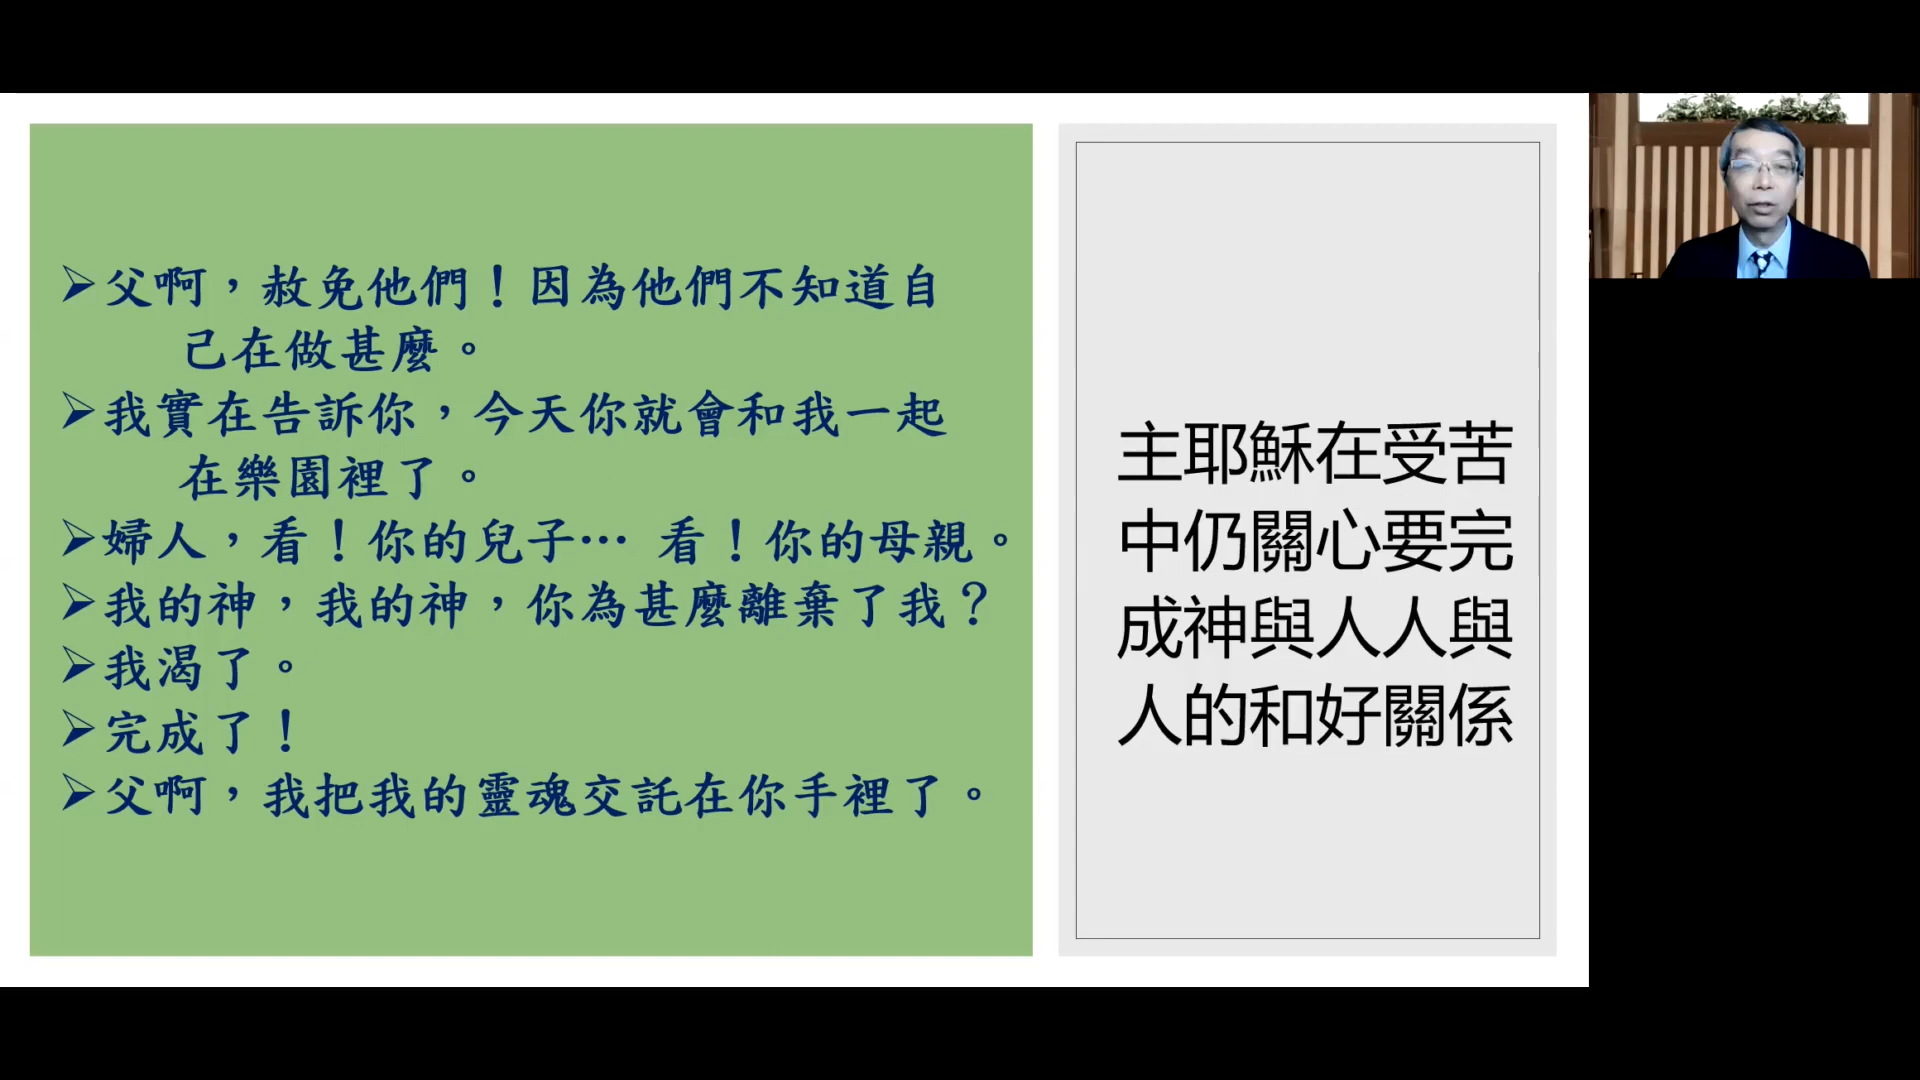 ➢父啊，赦免他們！因為他們不知道自
己在做甚麼。
➢我實在告訴你，今天你就會和我一起
在樂園裡了。
➢婦人，看！你的兒子… 看！你的母親。
➢我的神，我的神，你為甚麼離棄了我？
➢我渴了。
➢完成了！
➢父啊，我把我的靈魂交託在你手裡了。
主耶穌在受苦
中仍關心要完
成神與人人與
人的和好關係